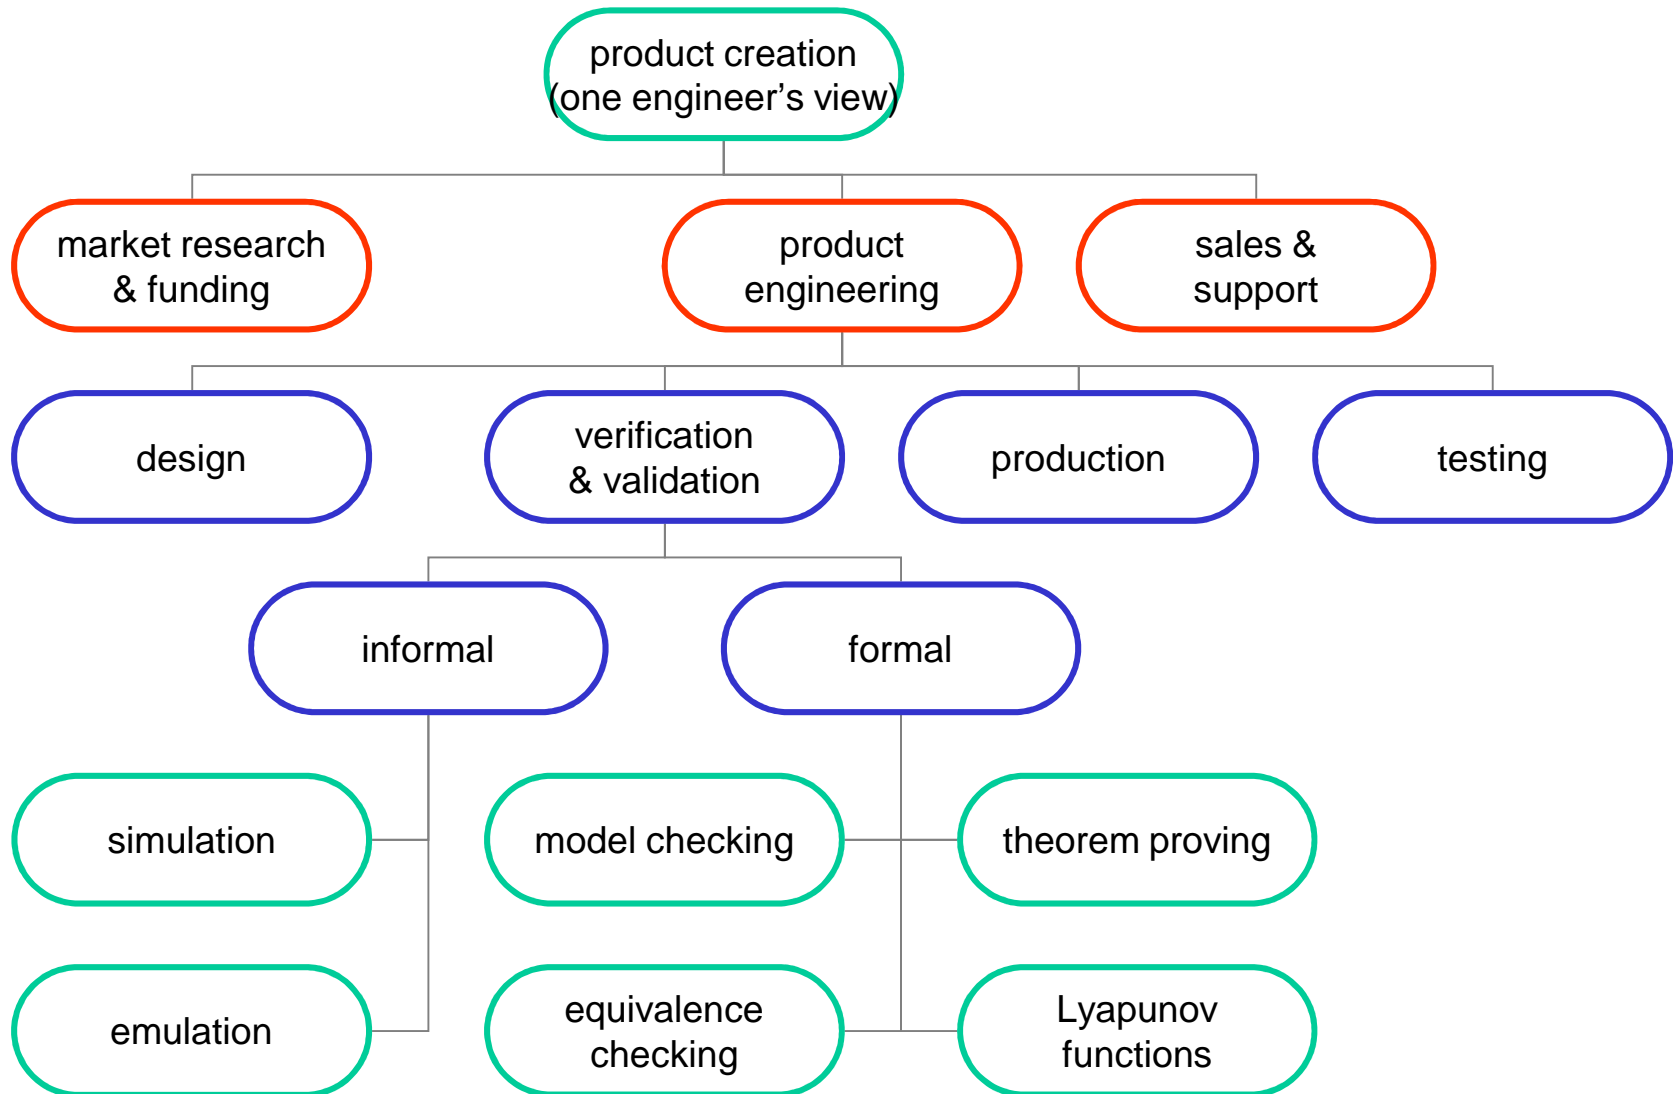 product creation
(one engineer’s view)
market research
& funding
product
engineering
sales &
support
design
verification
& validation
production
testing
informal
formal
simulation
model checking
theorem proving
emulation
equivalence
checking
Lyapunov
functions